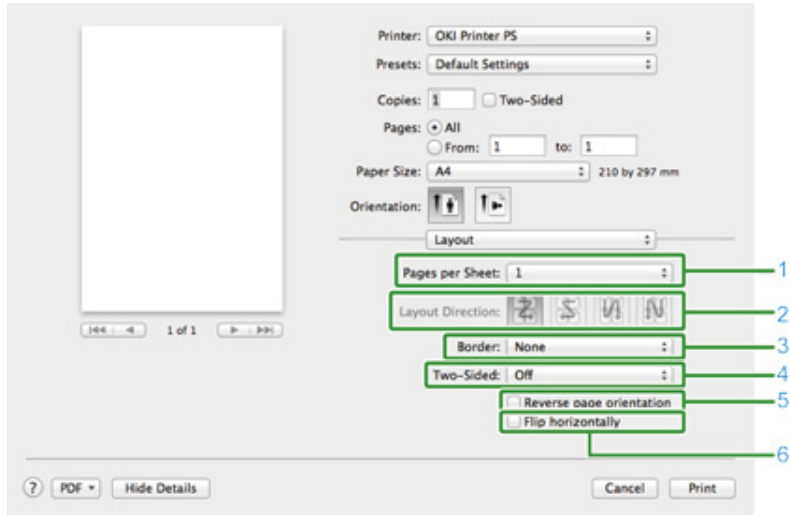 Printer: OKI Printer PS
Presets: Default Settings
Copies: 1 Two-Sided
Pages: All
From: 1 to: 1
Paper Size: A4 210 by 297 mm
Orientation:
Layout
Pages per Sheet: 1 1
Layout Direction: 2
1 of 1
Border: None 3
Two-Sided: Off 4
Reverse page orientation 5
Flip horizontally
6
? PDF Hide Details Cancel Print